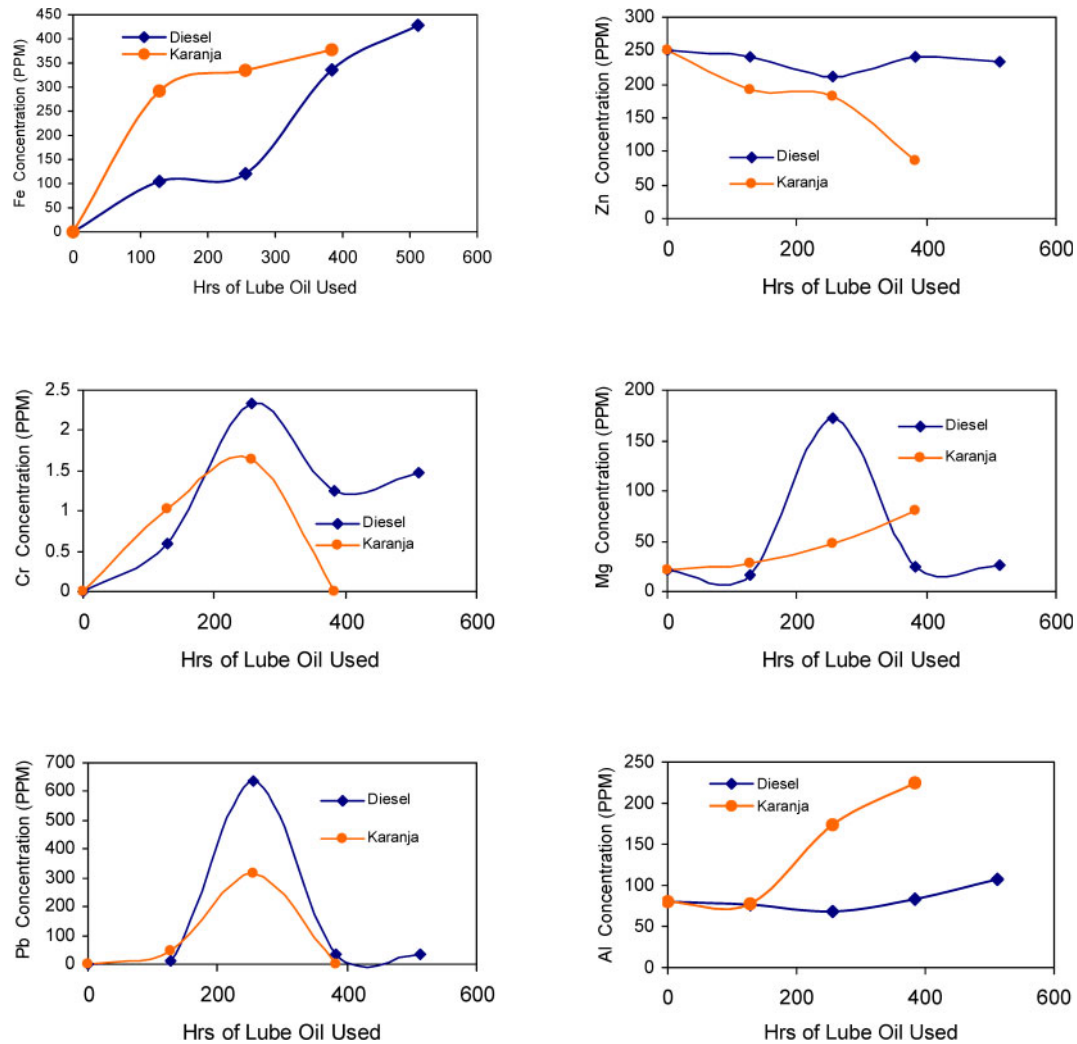 Fe Concentration (PPM)
450
400
350
300
250
200
150
100
50
0
Diesel
Karanja
0 100 200 300 400 500 600
Hrs of Lube Oil Used
Zn Concentration (PPM)
300
250
200
150
100
50
0
Diesel
Karanja
0 200 400 600
Hrs of Lube Oil Used
Cr Concentration (PPM)
2.5
2
1.5
1
0.5
0
Diesel
Karanja
0 200 400 600
Hrs of Lube Oil Used
Mg Concentration (PPM)
200
150
100
50
0
Diesel
Karanja
0 200 400 600
Hrs of Lube Oil Used
Pb Concentration (PPM)
700
600
500
400
300
200
100
0
Diesel
Karanja
0 200 400 600
Hrs of Lube Oil Used
Al Concentration (PPM)
250
200
150
100
50
0
Diesel
Karanja
0 200 400 600
Hrs of Lube Oil Used